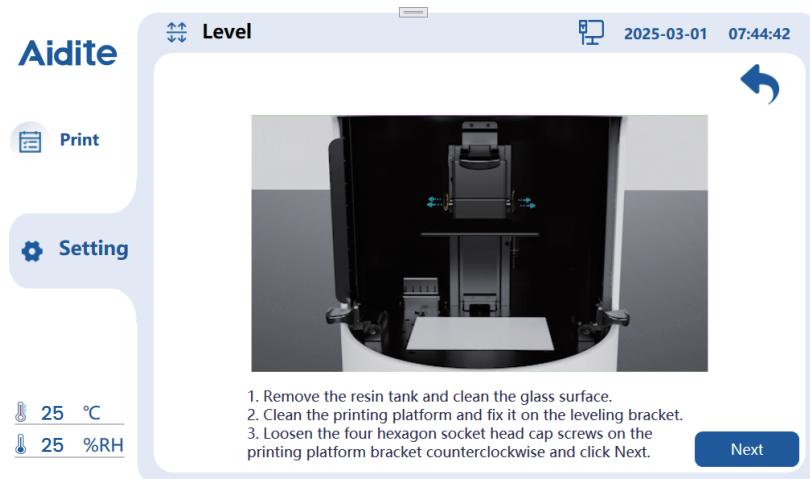 Aidite
Level
2025-03-01 07:44:42
Print
Setting
1. Remove the resin tank and clean the glass surface.
2. Clean the printing platform and fix it on the leveling bracket.
3. Loosen the four hexagon socket head cap screws on the
printing platform bracket counterclockwise and click Next.
Next
25 ℃
25 %RH